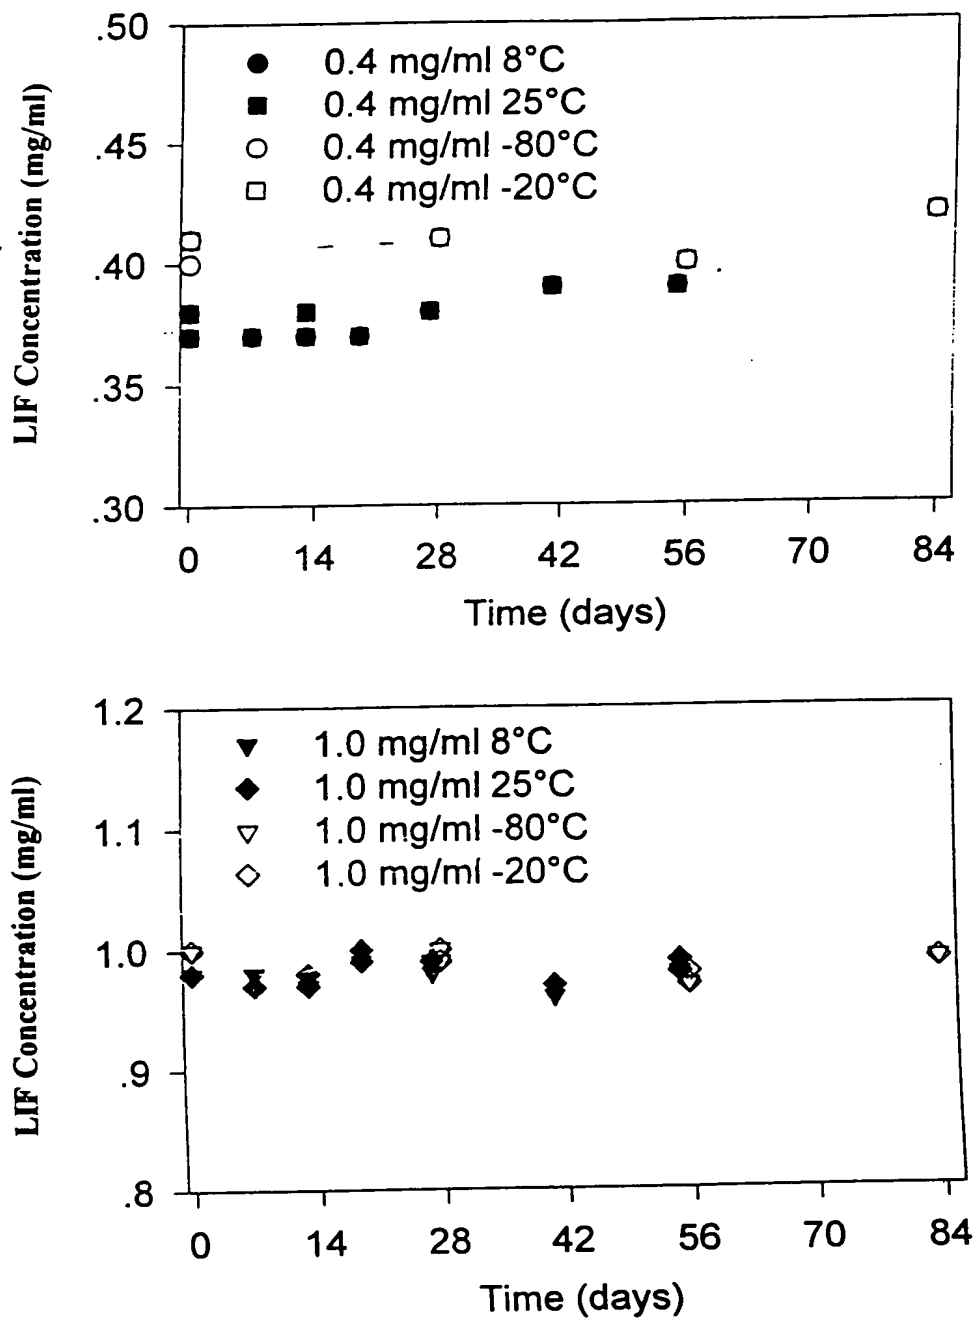 .50
.45
.40
.35
.30
LIF Concentration (mg/ml)
0.4 mg/ml 8°C
0.4 mg/ml 25°C
0.4 mg/ml -80°C
0.4 mg/ml -20°C
0 14 28 42 56 70 84
Time (days)
1.2
1.1
1.0
.9
.8
LIF Concentration (mg/ml)
1.0 mg/ml 8°C
1.0 mg/ml 25°C
1.0 mg/ml -80°C
1.0 mg/ml -20°C
0 14 28 42 56 70 84
Time (days)